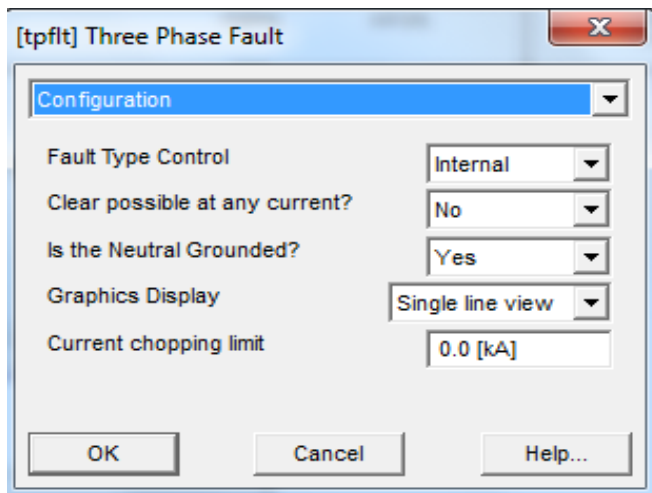 [tpflt] Three Phase Fault
Configuration
Fault Type Control Internal
Clear possible at any current? No
Is the Neutral Grounded? Yes
Graphics Display Single line view
Current chopping limit 0.0 [kA]
OK Cancel Help...